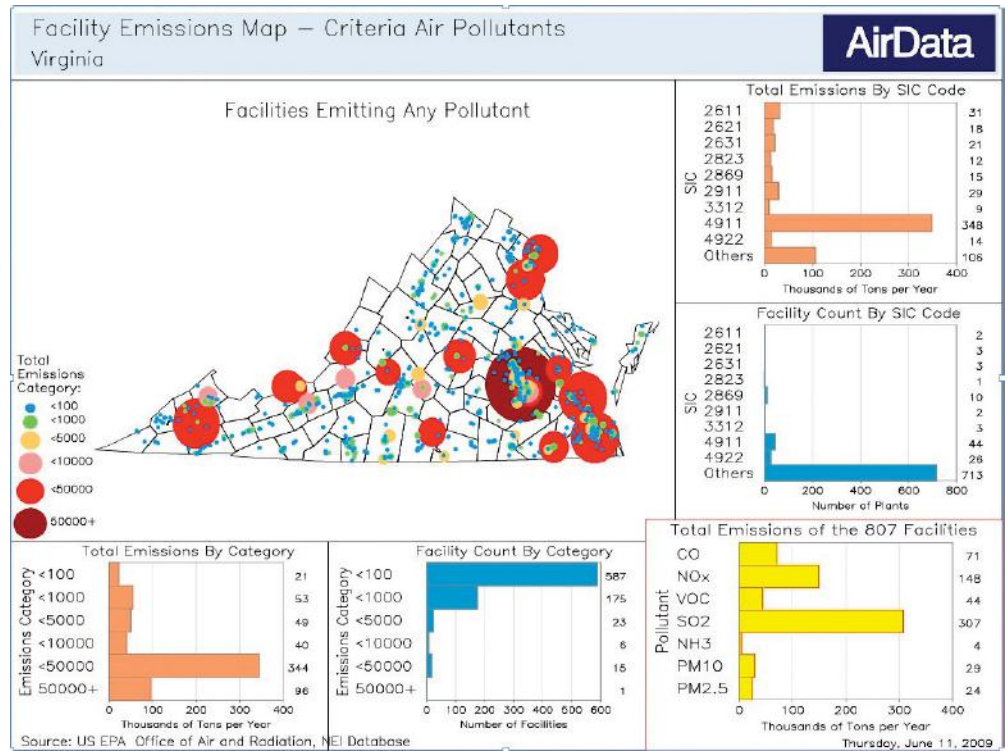 Facility Emissions Map – Criteria Air Pollutants
Virginia
AirData
Facilities Emitting Any Pollutant
Total
Emissions
Category:
<100
<1000
<5000
<10000
<50000
50000+
Total Emissions By SIC Code
SIC
2611 31
2621 18
2631 21
2823 12
2869 15
2911 29
3312 9
4911 348
4922 14
Others 106
0 100 200 300 400
Thousands of Tons per Year
Facility Count By SIC Code
SIC
2611 2
2621 3
2631 3
2823 1
2869 10
2911 2
3312 3
4911 44
4922 26
Others 713
0 200 400 600 800
Number of Plants
Total Emissions By Category
Emissions Category
<100 21
<1000 53
<5000 49
<10000 40
<50000 344
50000+ 96
0 100 200 300 400
Thousands of Tons per Year
Facility Count By Category
Emissions Category
<100 587
<1000 175
<5000 23
<10000 6
<50000 15
50000+ 1
0 100 200 300 400 500 600
Number of Facilities
Total Emissions of the 807 Facilities
Pollutant
CO 71
NOx 148
VOC 44
SO2 307
NH3 4
PM10 29
PM2.5 24
0 100 200 300 400
Thousands of Tons per Year
Source: US EPA Office of Air and Radiation, NEI Database
Thursday, June 11, 2009